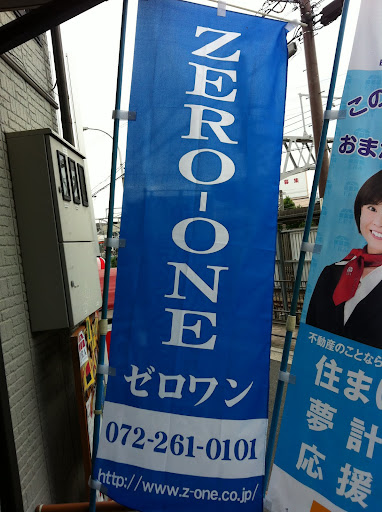 ZERO-ONE
ゼロワン
072-261-0101
http://www.z-one.co.jp/
この
おま
不動産のことなら
住まい
夢計
応援